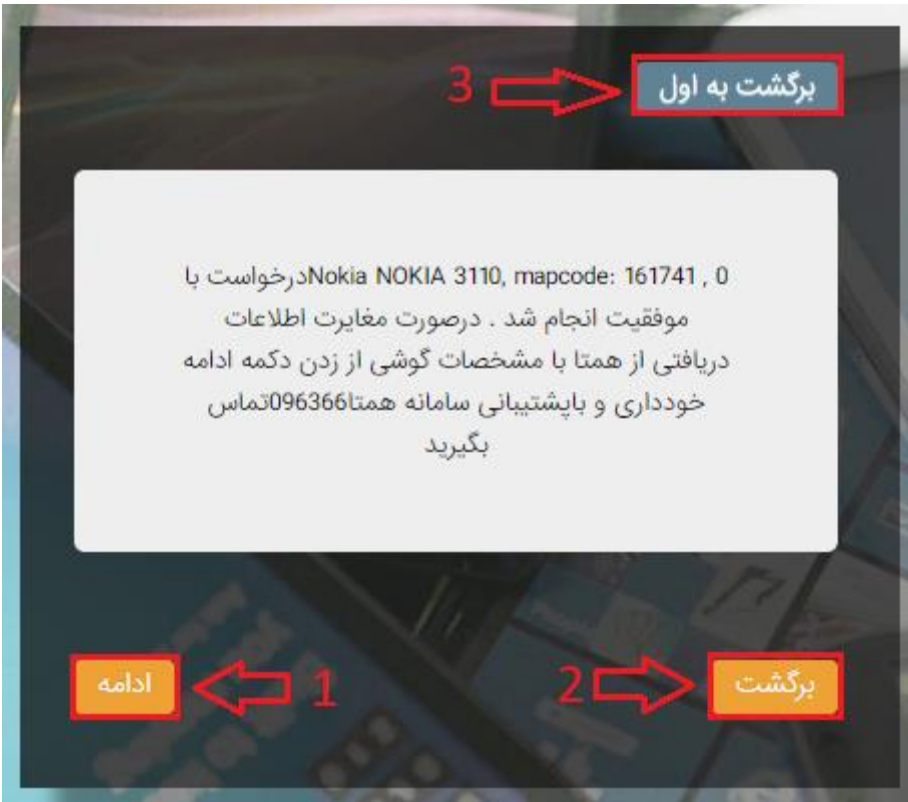 برگشت به اول
3
Nokia NOKIA 3110, mapcode: 161741 , 0درخواست با
موفقیت انجام شد . درصورت مغایرت اطلاعات
دریافتی از همتا با مشخصات گوشی از زدن دکمه ادامه
خودداری و باپشتیبانی سامانه همتا096366تماس
بگیرید
برگشت
2
1
ادامه